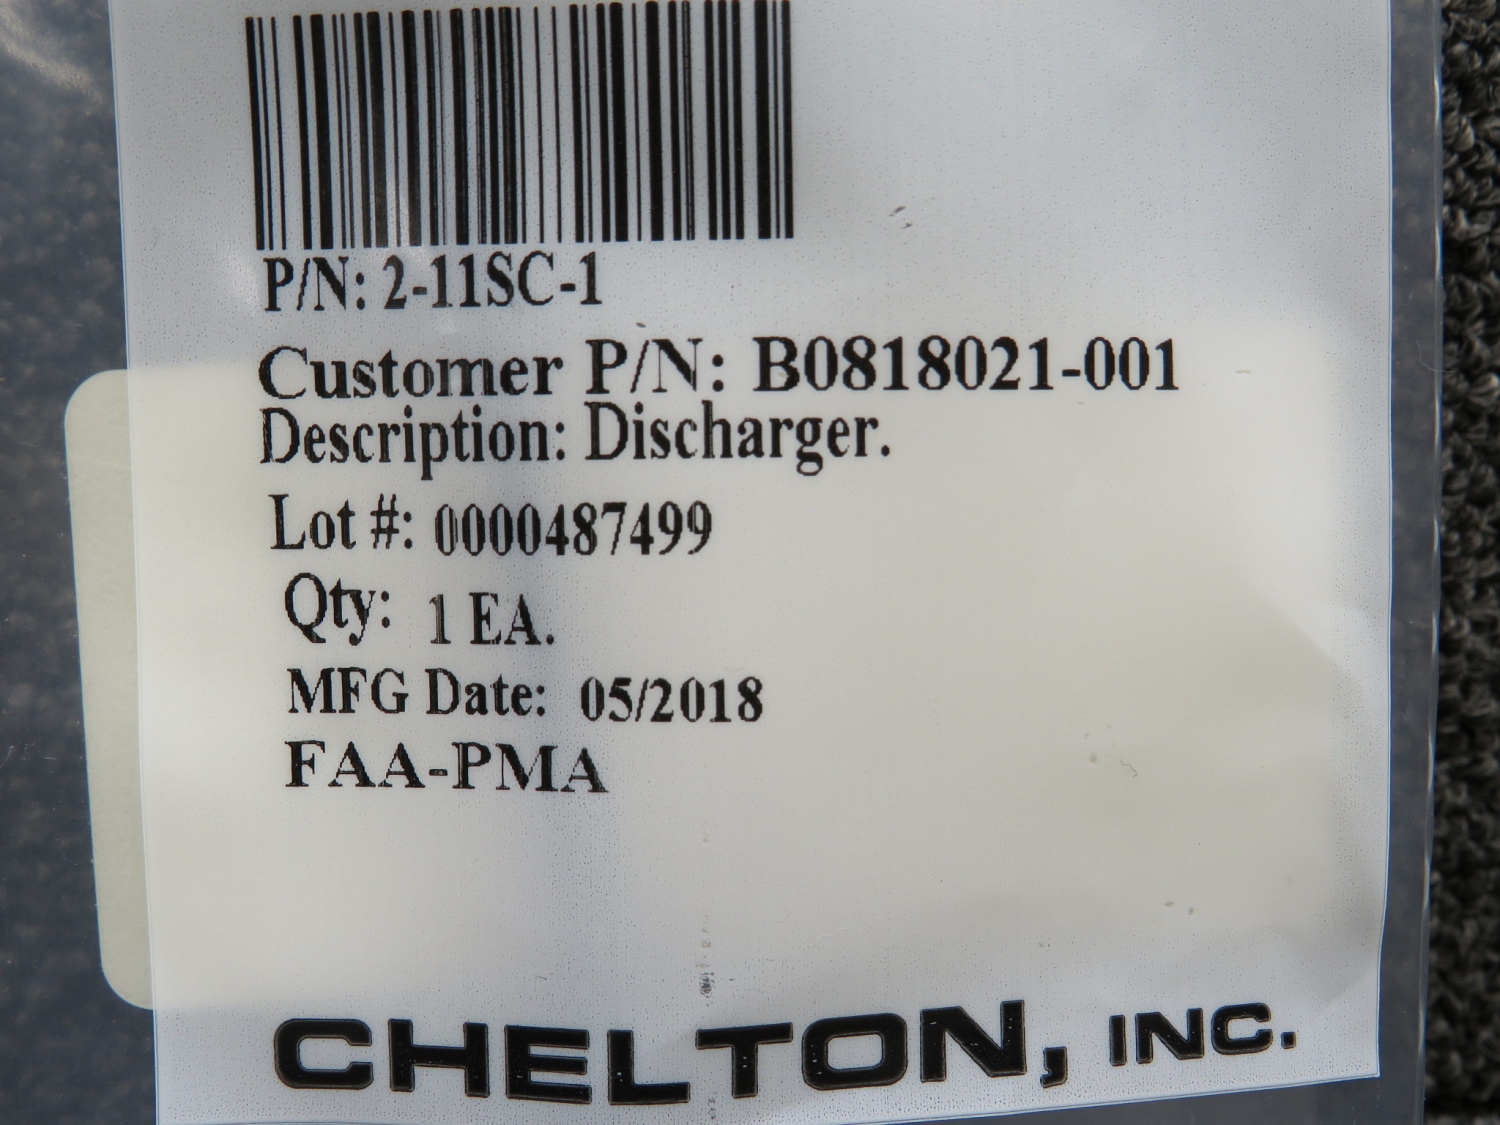 P/N: 2-11SC-1
Customer P/N: B0818021-001
Description: Discharger.
Lot #: 0000487499
Qty: 1 EA.
MFG Date: 05/2018
FAA-PMA
CHELTON, INC.